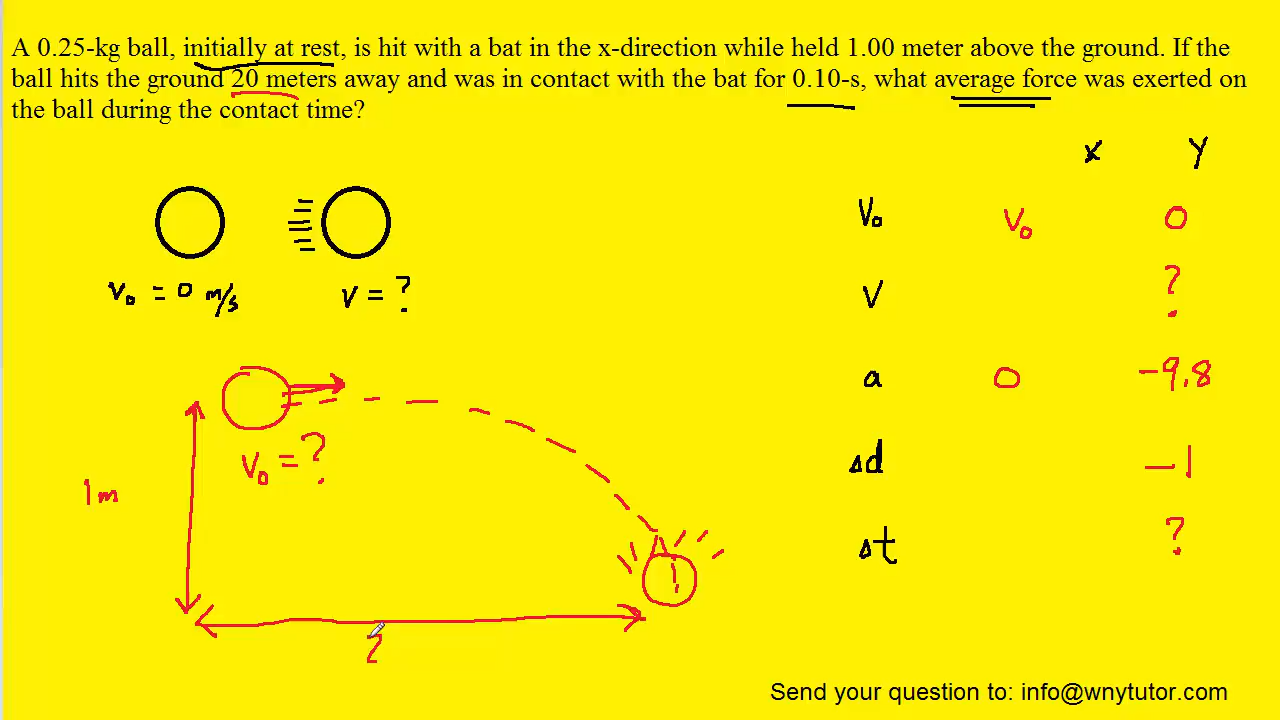 A 0.25-kg ball, initially at rest, is hit with a bat in the x-direction while held 1.00 meter above the ground. If the
ball hits the ground 20 meters away and was in contact with the bat for 0.10-s, what average force was exerted on
the ball during the contact time?
x y
V₀ V₀ 0
v₀ = 0 m/s v = ?
V ?
a 0 -9.8
v₀ = ?
Δd -1
1m
Δt ?
2
Send your question to: info@wnytutor.com